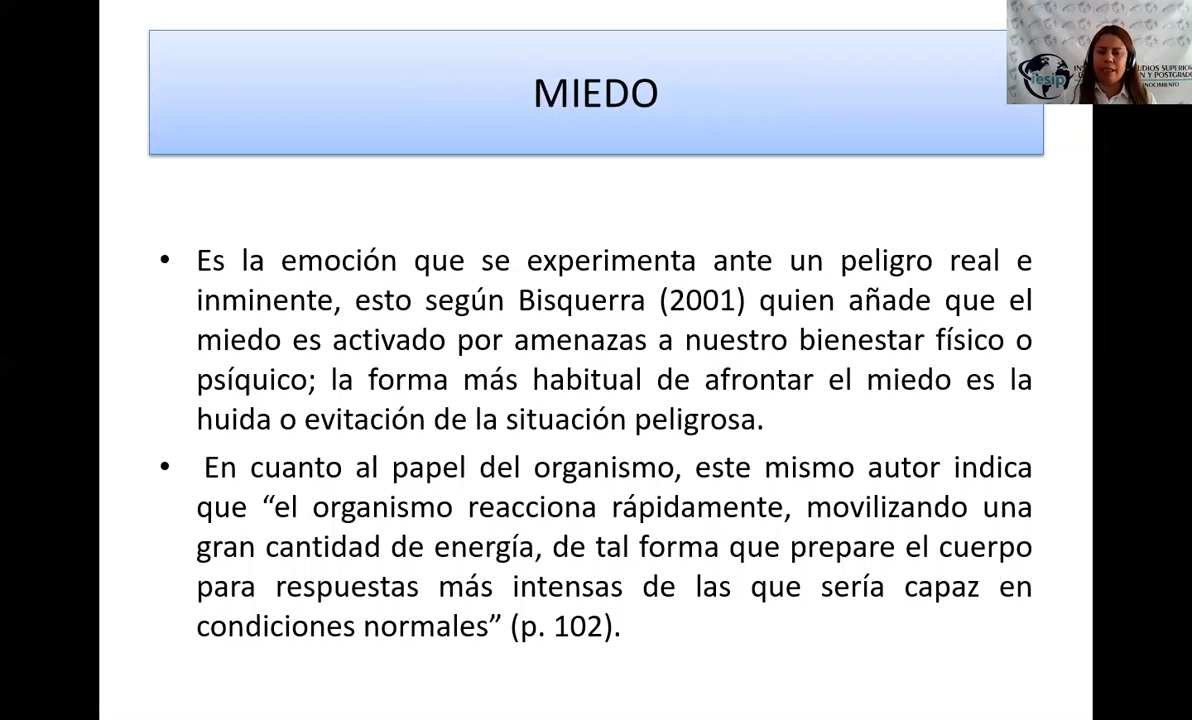 MIEDO
iesip
UDIOS SUPERIO
N Y POSTGRADO
ONOCIMIENTO
• Es la emoción que se experimenta ante un peligro real e
inminente, esto según Bisquerra (2001) quien añade que el
miedo es activado por amenazas a nuestro bienestar físico o
psíquico; la forma más habitual de afrontar el miedo es la
huida o evitación de la situación peligrosa.
• En cuanto al papel del organismo, este mismo autor indica
que “el organismo reacciona rápidamente, movilizando una
gran cantidad de energía, de tal forma que prepare el cuerpo
para respuestas más intensas de las que sería capaz en
condiciones normales” (p. 102).